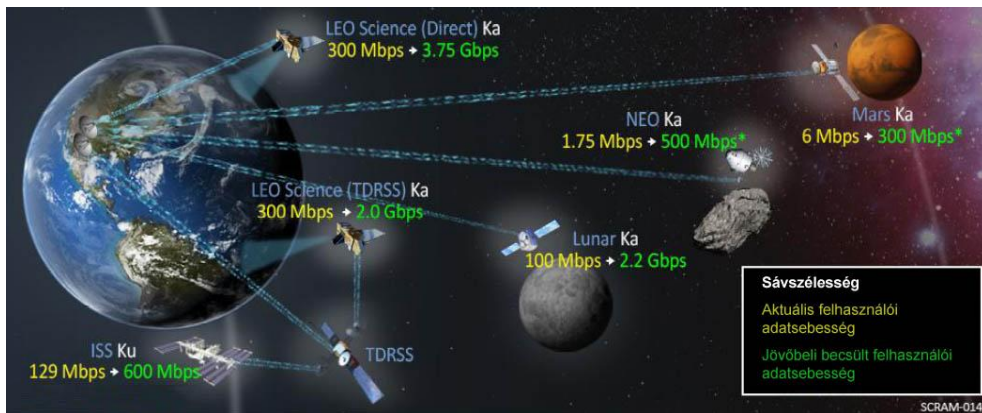 LEO Science (Direct) Ka
300 Mbps → 3.75 Gbps
NEO Ka
1.75 Mbps → 500 Mbps*
Mars Ka
6 Mbps → 300 Mbps*
LEO Science (TDRSS) Ka
300 Mbps → 2.0 Gbps
Lunar Ka
100 Mbps → 2.2 Gbps
ISS Ku
129 Mbps → 600 Mbps
TDRSS
Sávszélesség
Aktuális felhasználói
adatsebesség
Jövőbeli becsült felhasználói
adatsebesség
SCRAM-014